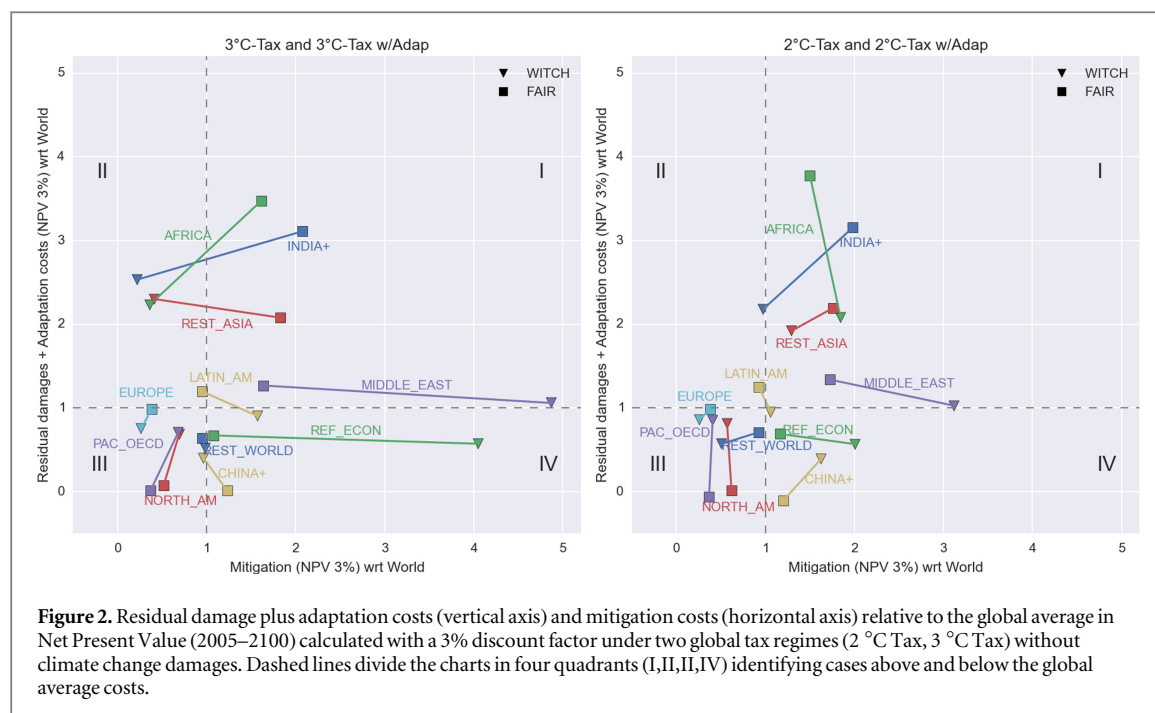 3°C-Tax and 3°C-Tax w/Adap
5
4
3
2
1
0
Residual damages + Adaptation costs (NPV 3%) wrt World
WITCH
FAIR
II
I
III
IV
AFRICA
INDIA+
REST_ASIA
LATIN_AM
MIDDLE_EAST
EUROPE
PAC_OECD
REF_ECON
REST_WORLD
CHINA+
NORTH_AM
0 1 2 3 4 5
Mitigation (NPV 3%) wrt World
2°C-Tax and 2°C-Tax w/Adap
5
4
3
2
1
0
Residual damages + Adaptation costs (NPV 3%) wrt World
WITCH
FAIR
II
I
III
IV
AFRICA
INDIA+
REST_ASIA
LATIN_AM
MIDDLE_EAST
EUROPE
PAC_OECD
REF_ECON
REST_WORLD
CHINA+
NORTH_AM
0 1 2 3 4 5
Mitigation (NPV 3%) wrt World
Figure 2. Residual damage plus adaptation costs (vertical axis) and mitigation costs (horizontal axis) relative to the global average in
Net Present Value (2005–2100) calculated with a 3% discount factor under two global tax regimes (2 °C Tax, 3 °C Tax) without
climate change damages. Dashed lines divide the charts in four quadrants (I,II,II,IV) identifying cases above and below the global
average costs.